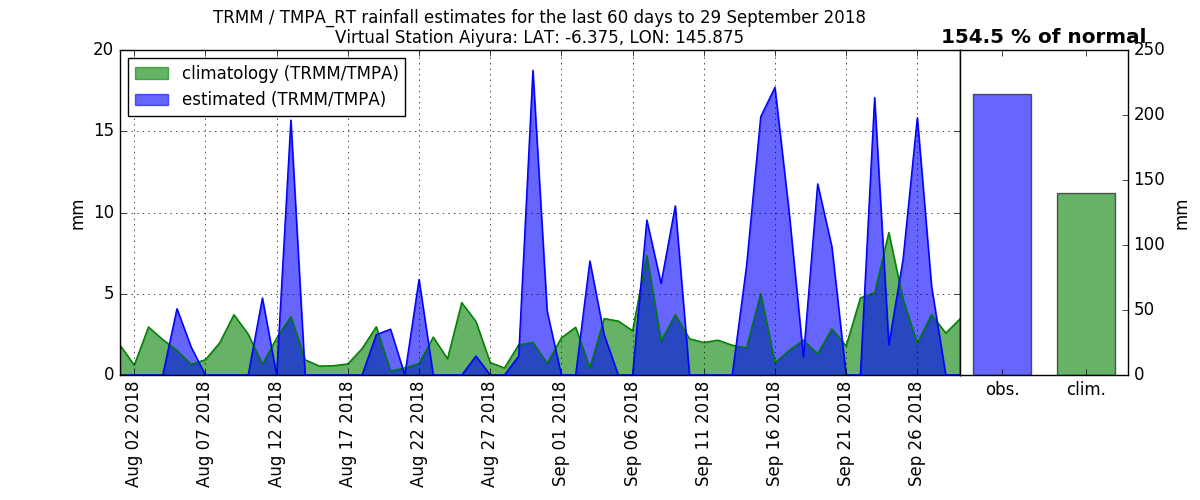 TRMM / TMPA_RT rainfall estimates for the last 60 days to 29 September 2018
Virtual Station Aiyura: LAT: -6.375, LON: 145.875
154.5 % of normal
climatology (TRMM/TMPA)
estimated (TRMM/TMPA)
20
15
10
5
0
mm
250
200
150
100
50
0
mm
Aug 02 2018
Aug 07 2018
Aug 12 2018
Aug 17 2018
Aug 22 2018
Aug 27 2018
Sep 01 2018
Sep 06 2018
Sep 11 2018
Sep 16 2018
Sep 21 2018
Sep 26 2018
obs.
clim.